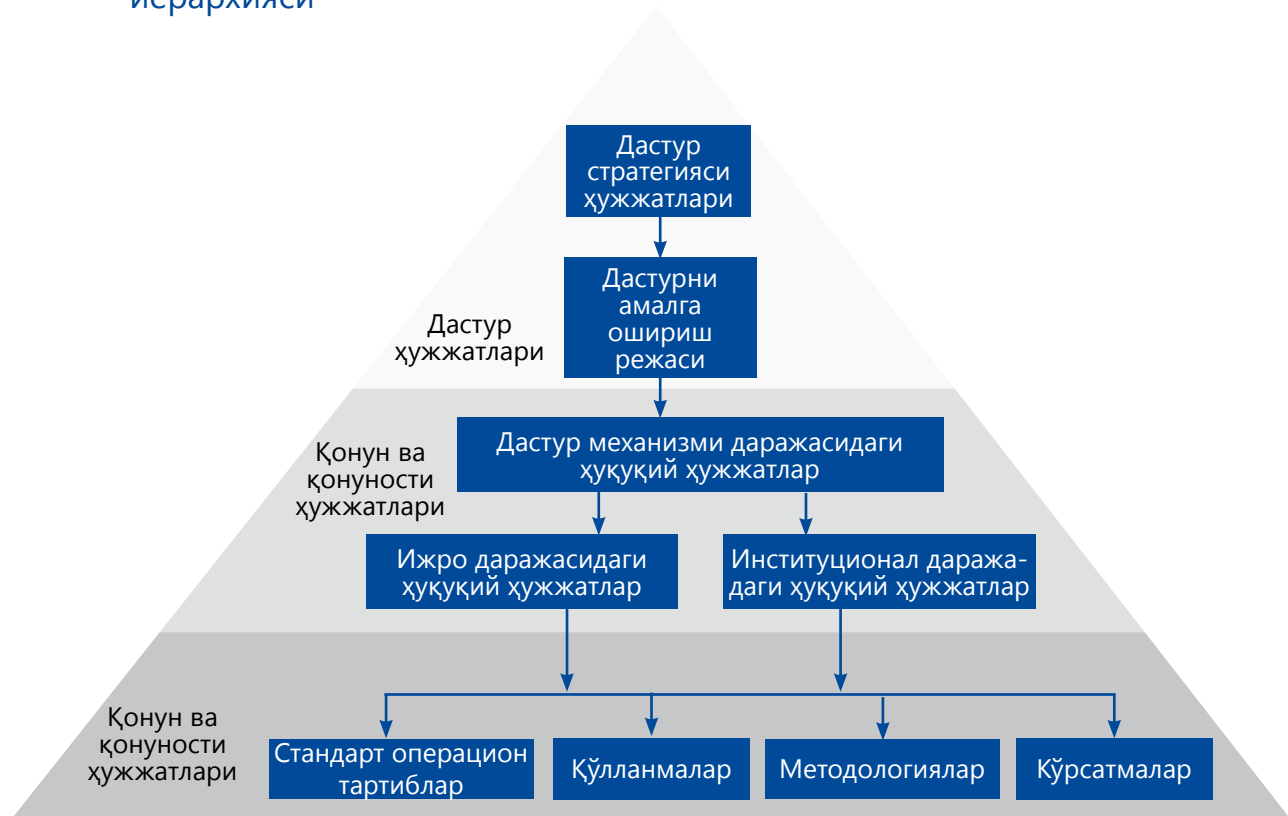 иерархияси
Дастур
стратегияси
ҳужжатлари
Дастурни
амалга
ошириш
режаси
Дастур
ҳужжатлари
Дастур механизми даражасидаги
ҳуқуқий ҳужжатлар
Қонун ва
қонуности
ҳужжатлари
Ижро даражасидаги
ҳуқуқий ҳужжатлар
Институционал даража-
даги ҳуқуқий ҳужжатлар
Қонун ва
қонуности
ҳужжатлари
Стандарт операцион
тартиблар
Қўлланмалар
Методологиялар
Кўрсатмалар